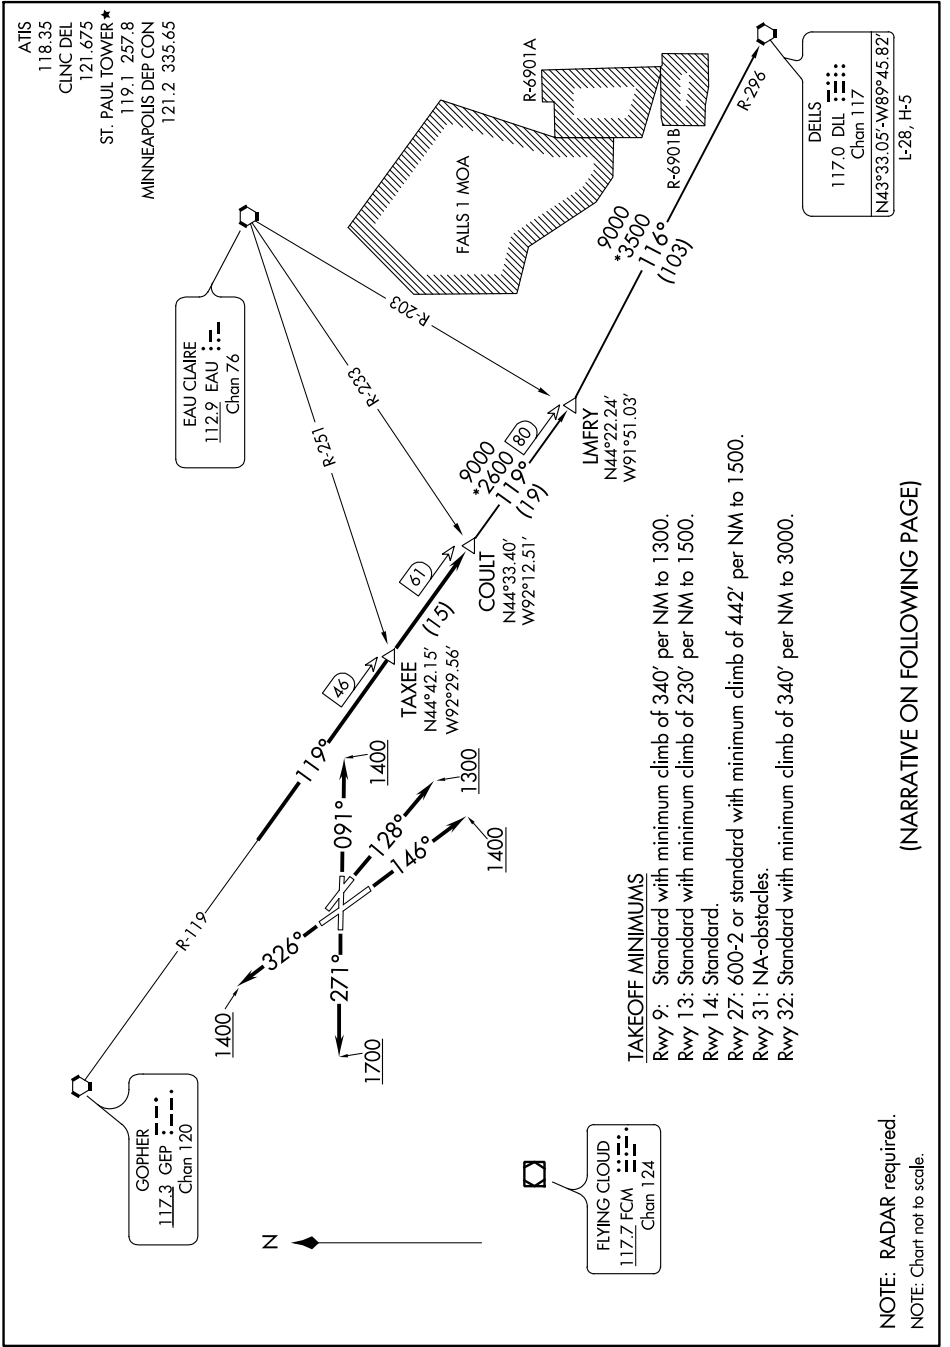 ATIS
118.35
CLNC DEL
121.675
ST. PAUL TOWER★
119.1 257.8
MINNEAPOLIS DEP CON
121.2 335.65
GOPHER
117.3 GEP
Chan 120
R-119
EAU CLAIRE
112.9 EAU
Chan 76
R-251
R-233
R-203
FALLS 1 MOA
R-6901A
R-6901B
119°
46
TAXEE
N44°42.15′
W92°29.56′
(15)
61
COULT
N44°33.40′
W92°12.51′
9000
*2600
119°
(19)
80
LMFRY
N44°22.24′
W91°51.03′
9000
*3500
116°
(103)
R-296
DELLS
117.0 DLL
Chan 117
N43°33.05′-W89°45.82′
L-28, H-5
1400
326°
271°
1700
091°
1400
128°
1300
146°
1400
N
FLYING CLOUD
117.7 FCM
Chan 124
TAKEOFF MINIMUMS
Rwy 9: Standard with minimum climb of 340′ per NM to 1300.
Rwy 13: Standard with minimum climb of 230′ per NM to 1500.
Rwy 14: Standard.
Rwy 27: 600-2 or standard with minimum climb of 442′ per NM to 1500.
Rwy 31: NA-obstacles.
Rwy 32: Standard with minimum climb of 340′ per NM to 3000.
(NARRATIVE ON FOLLOWING PAGE)
NOTE: RADAR required.
NOTE: Chart not to scale.